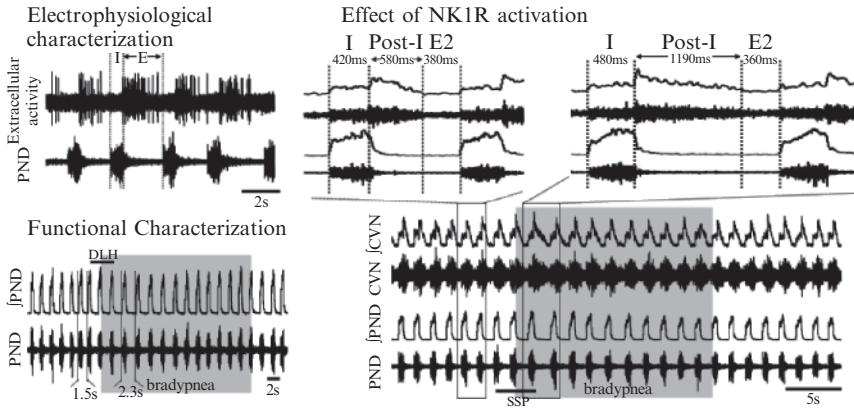 Electrophysiological
characterization
I E
Extracellular
activity
PND
2s
Functional Characterization
DLH
∫PND
PND
1.5s
2.3s
bradypnea
2s
Effect of NK1R activation
I Post-I E2
420ms 580ms 380ms
I Post-I E2
480ms 1190ms 360ms
∫CVN
CVN
∫PND
PND
SSP
bradypnea
5s